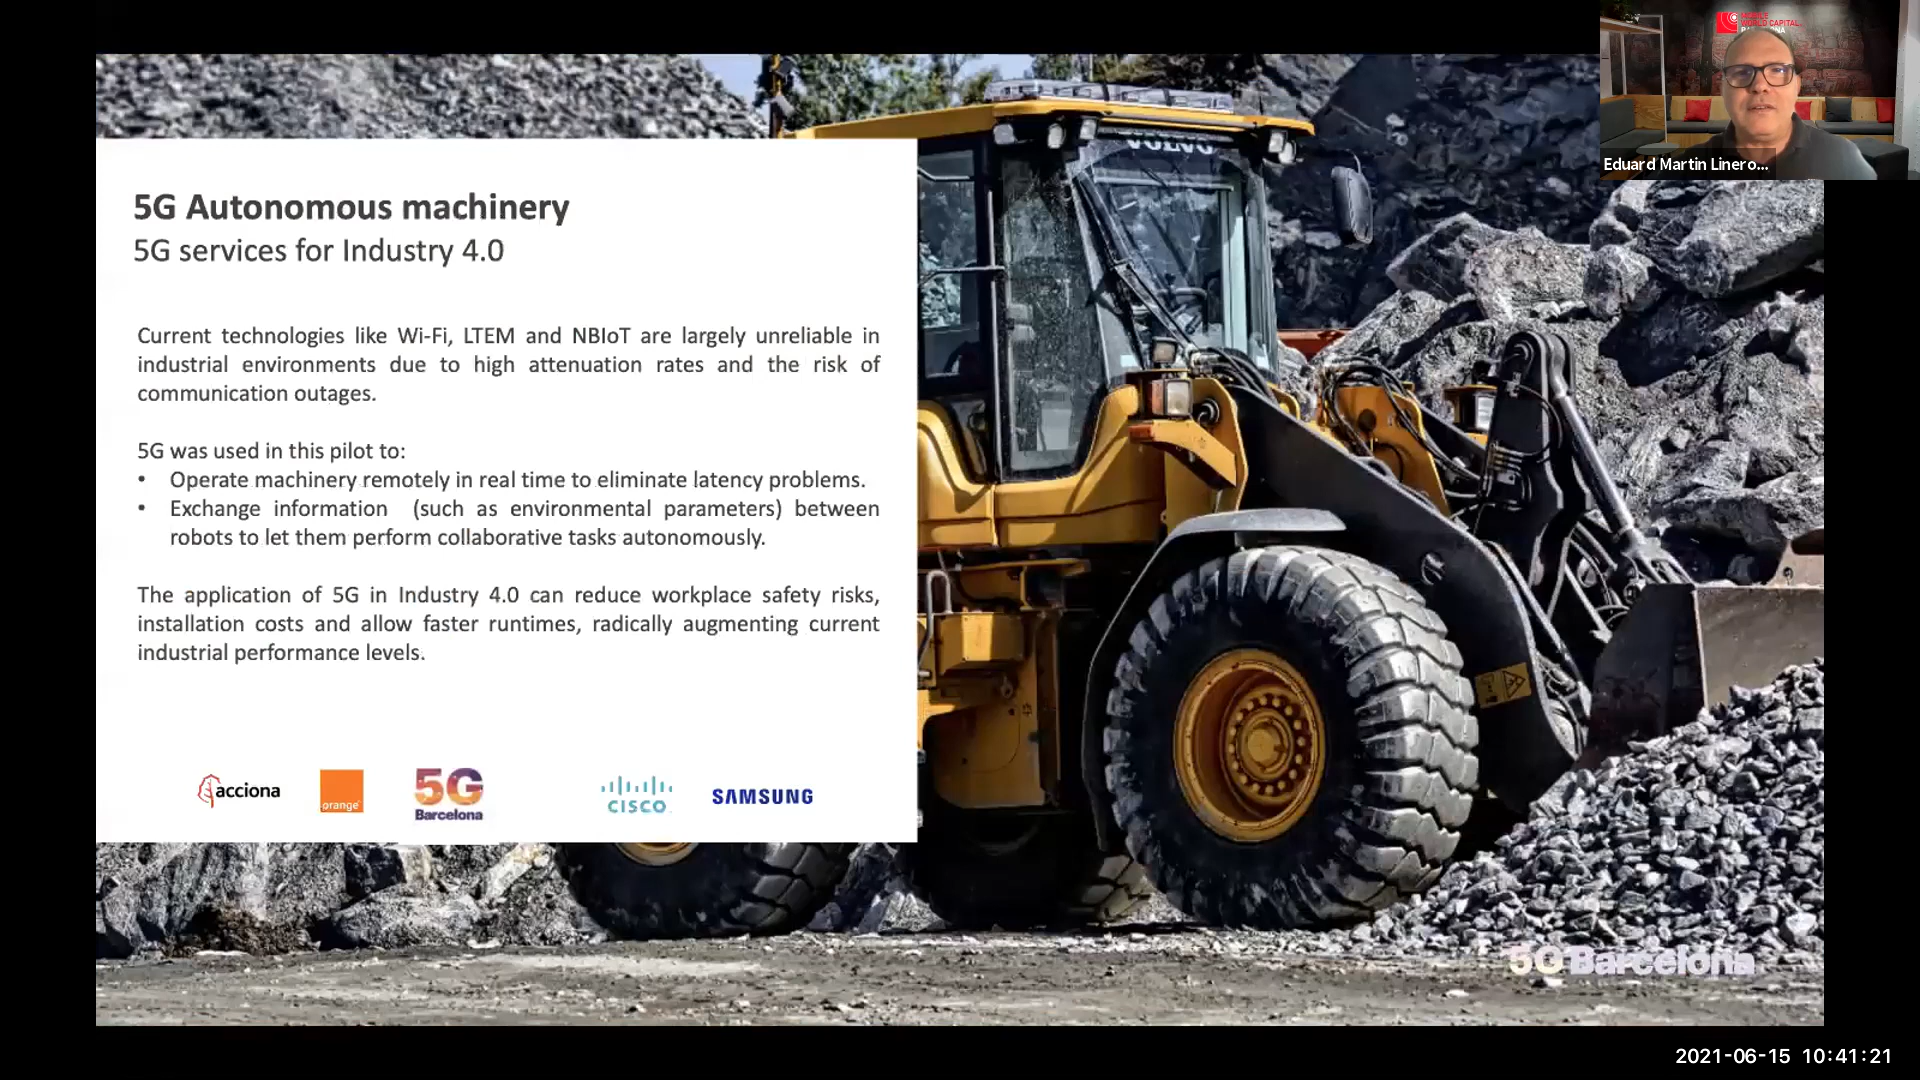 MOBILE
WORLD CAPITAL
BARCELONA
Eduard Martin Linero...
VOLVO
5G Autonomous machinery
5G services for Industry 4.0
Current technologies like Wi-Fi, LTEM and NBIoT are largely unreliable in
industrial environments due to high attenuation rates and the risk of
communication outages.
5G was used in this pilot to:
• Operate machinery remotely in real time to eliminate latency problems.
• Exchange information (such as environmental parameters) between
robots to let them perform collaborative tasks autonomously.
The application of 5G in Industry 4.0 can reduce workplace safety risks,
installation costs and allow faster runtimes, radically augmenting current
industrial performance levels.
acciona
orange
5G
Barcelona
CISCO
SAMSUNG
5G Barcelona
2021-06-15 10:41:21